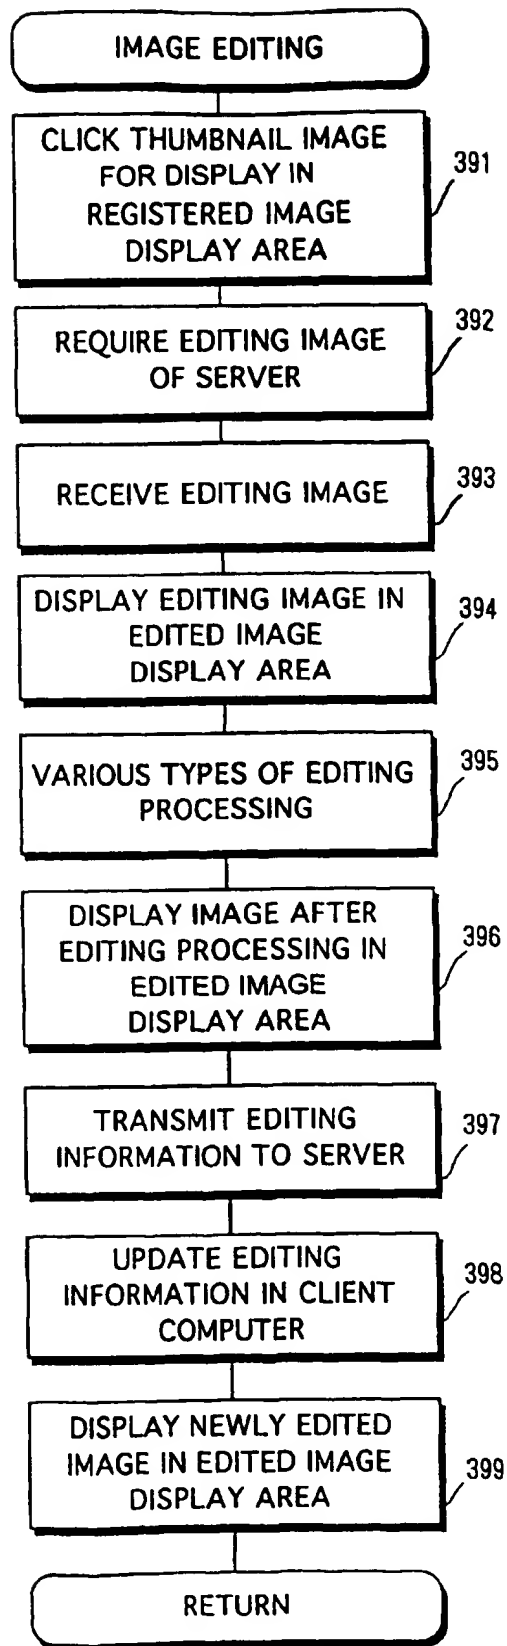 IMAGE EDITING
CLICK THUMBNAIL IMAGE
FOR DISPLAY IN
REGISTERED IMAGE
DISPLAY AREA
391
REQUIRE EDITING IMAGE
OF SERVER
392
RECEIVE EDITING IMAGE
393
DISPLAY EDITING IMAGE IN
EDITED IMAGE
DISPLAY AREA
394
VARIOUS TYPES OF EDITING
PROCESSING
395
DISPLAY IMAGE AFTER
EDITING PROCESSING IN
EDITED IMAGE
DISPLAY AREA
396
TRANSMIT EDITING
INFORMATION TO SERVER
397
UPDATE EDITING
INFORMATION IN CLIENT
COMPUTER
398
DISPLAY NEWLY EDITED
IMAGE IN EDITED IMAGE
DISPLAY AREA
399
RETURN